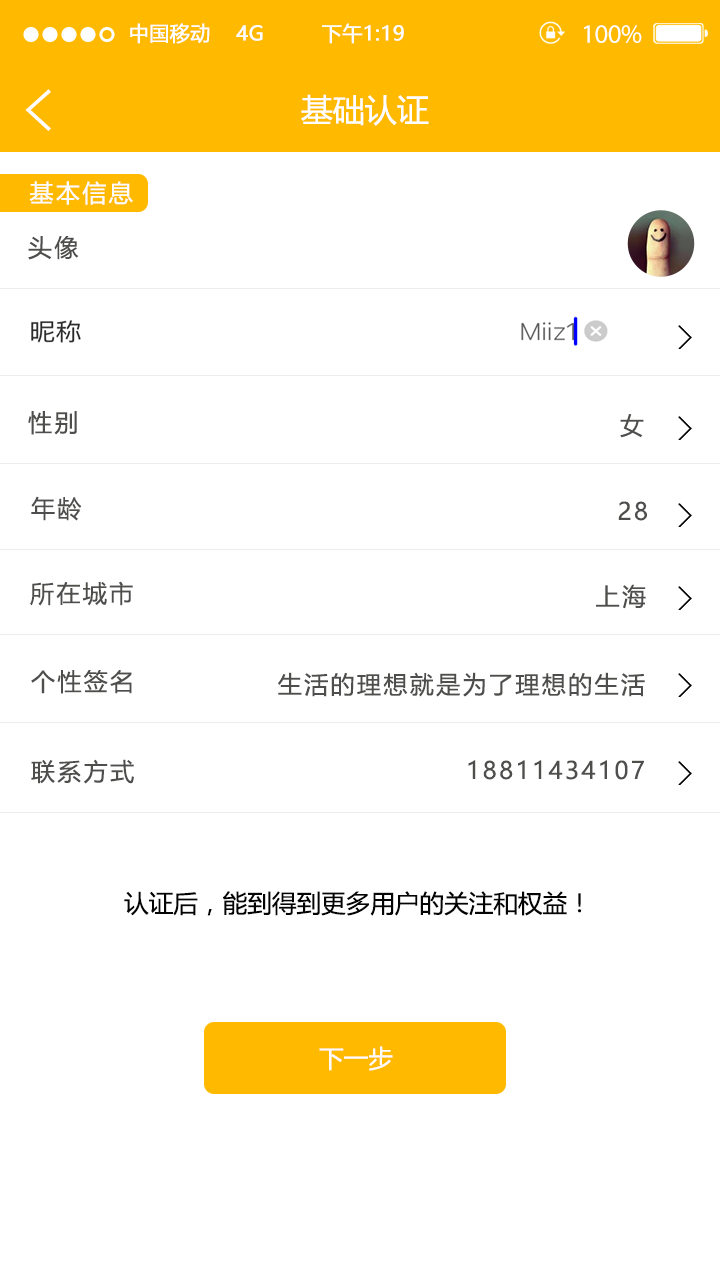 中国移动 4G 下午1:19 100%
基础认证
基本信息
头像
昵称 Miiz1
性别 女
年龄 28
所在城市 上海
个性签名 生活的理想就是为了理想的生活
联系方式 18811434107
认证后，能到得到更多用户的关注和权益！
下一步